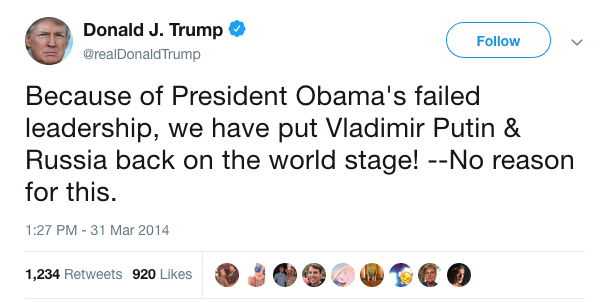 Donald J. Trump
@realDonaldTrump
Follow
Because of President Obama's failed
leadership, we have put Vladimir Putin &
Russia back on the world stage! --No reason
for this.
1:27 PM - 31 Mar 2014
1,234 Retweets 920 Likes